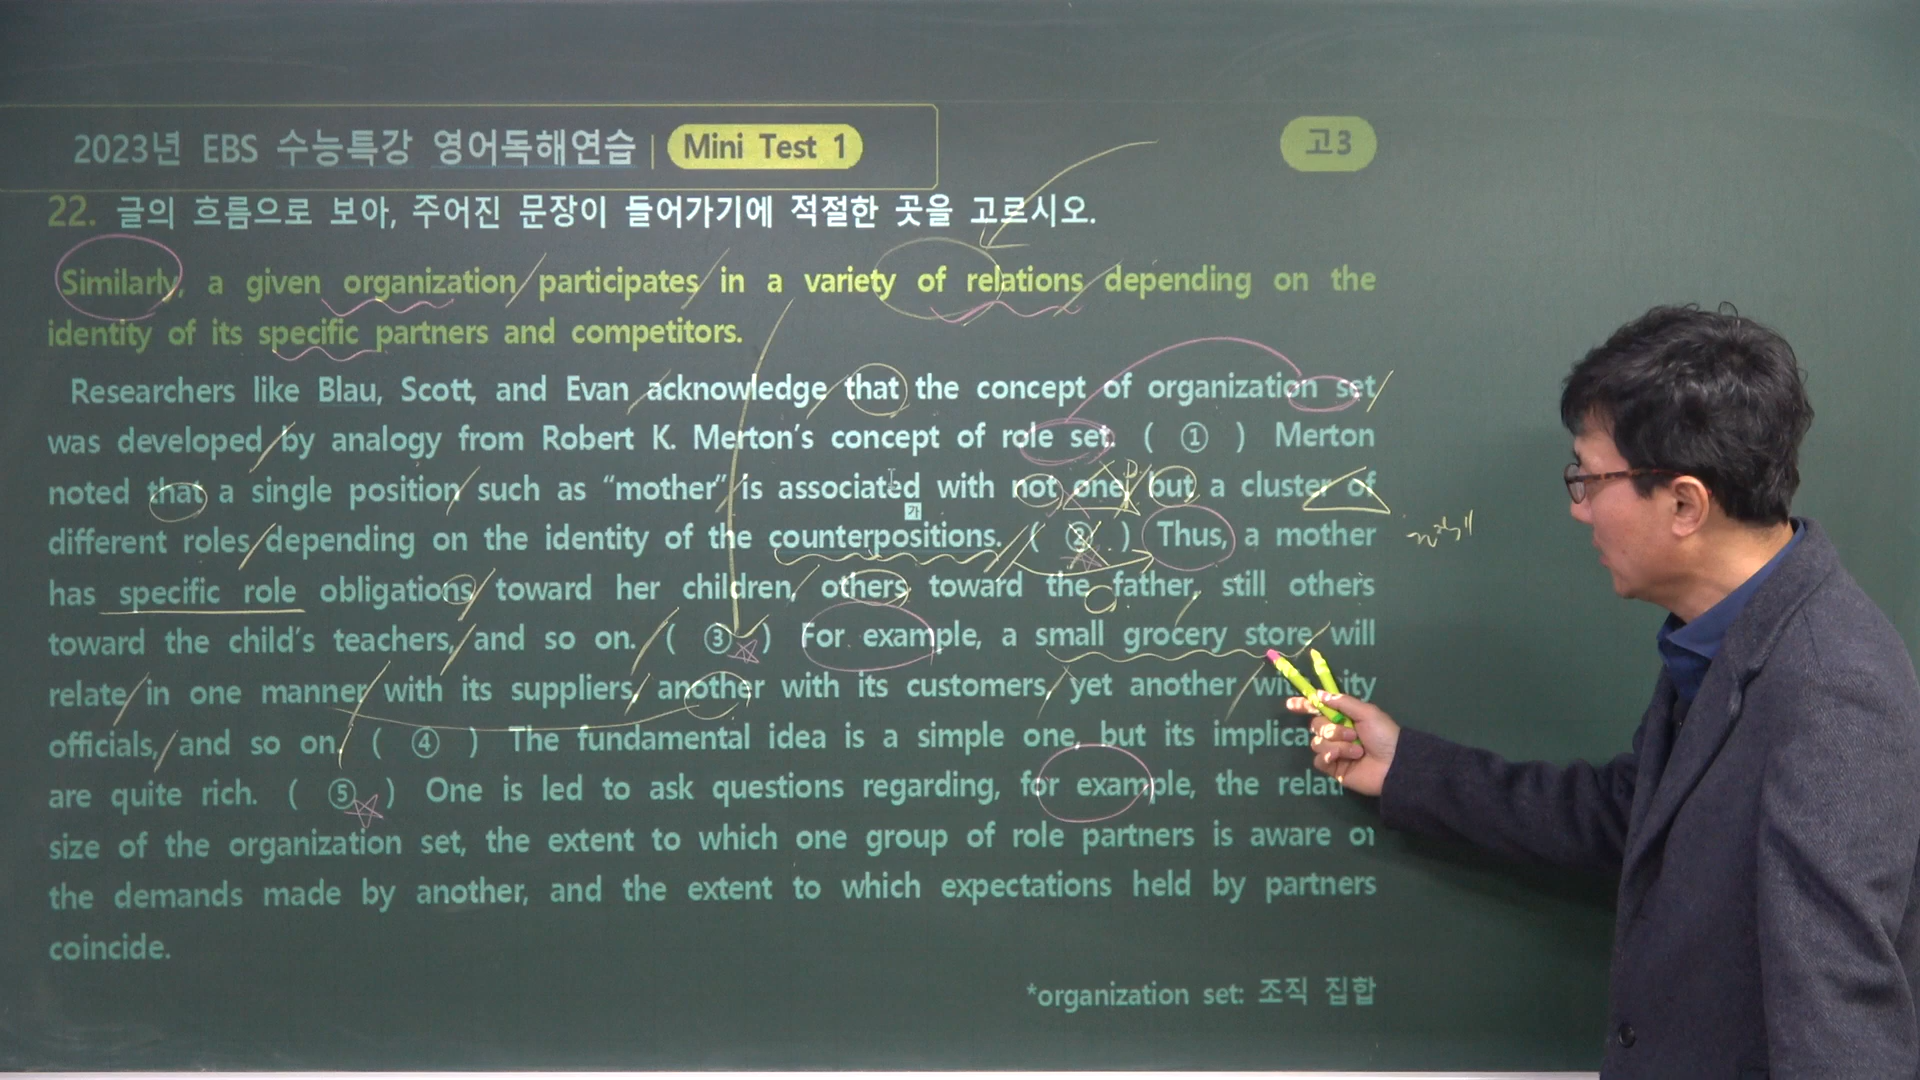 2023년 EBS 수능특강 영어독해연습 | Mini Test 1
고3
22. 글의 흐름으로 보아, 주어진 문장이 들어가기에 적절한 곳을 고르시오.
Similarly, a given organization participates in a variety of relations depending on the
identity of its specific partners and competitors.
Researchers like Blau, Scott, and Evan acknowledge that the concept of organization set
was developed by analogy from Robert K. Merton's concept of role set. ( ① ) Merton
noted that a single position such as "mother" is associated with not one but a cluster of
different roles depending on the identity of the counterpositions. ( ② ) Thus, a mother
has specific role obligations toward her children, others toward the father, still others
toward the child's teachers, and so on. ( ③ ) For example, a small grocery store will
relate in one manner with its suppliers, another with its customers, yet another with city
officials, and so on. ( ④ ) The fundamental idea is a simple one, but its
are quite rich. ( ⑤ ) One is led to ask questions regarding, for example, the
size of the organization set, the extent to which one group of role partners is aware of
the demands made by another, and the extent to which expectations held by partners
coincide.
*organization set: 조직 집합